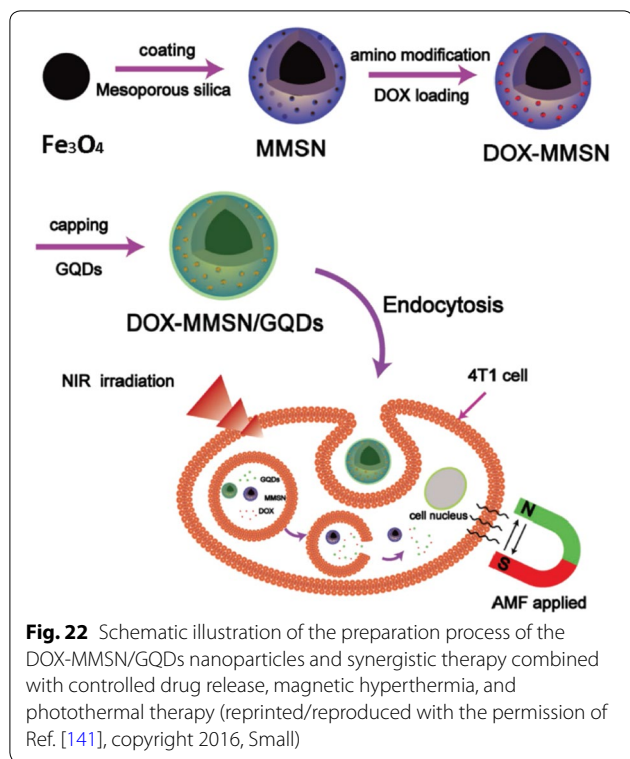 coating
Mesoporous silica
amino modification
DOX loading
Fe₃O₄
MMSN
DOX-MMSN
capping
GQDs
DOX-MMSN/GQDs
Endocytosis
NIR irradiation
4T1 cell
GQDs
MMSN
DOX
cell nucleus
N
S
AMF applied
Fig. 22 Schematic illustration of the preparation process of the
DOX-MMSN/GQDs nanoparticles and synergistic therapy combined
with controlled drug release, magnetic hyperthermia, and
photothermal therapy (reprinted/reproduced with the permission of
Ref. [141], copyright 2016, Small)